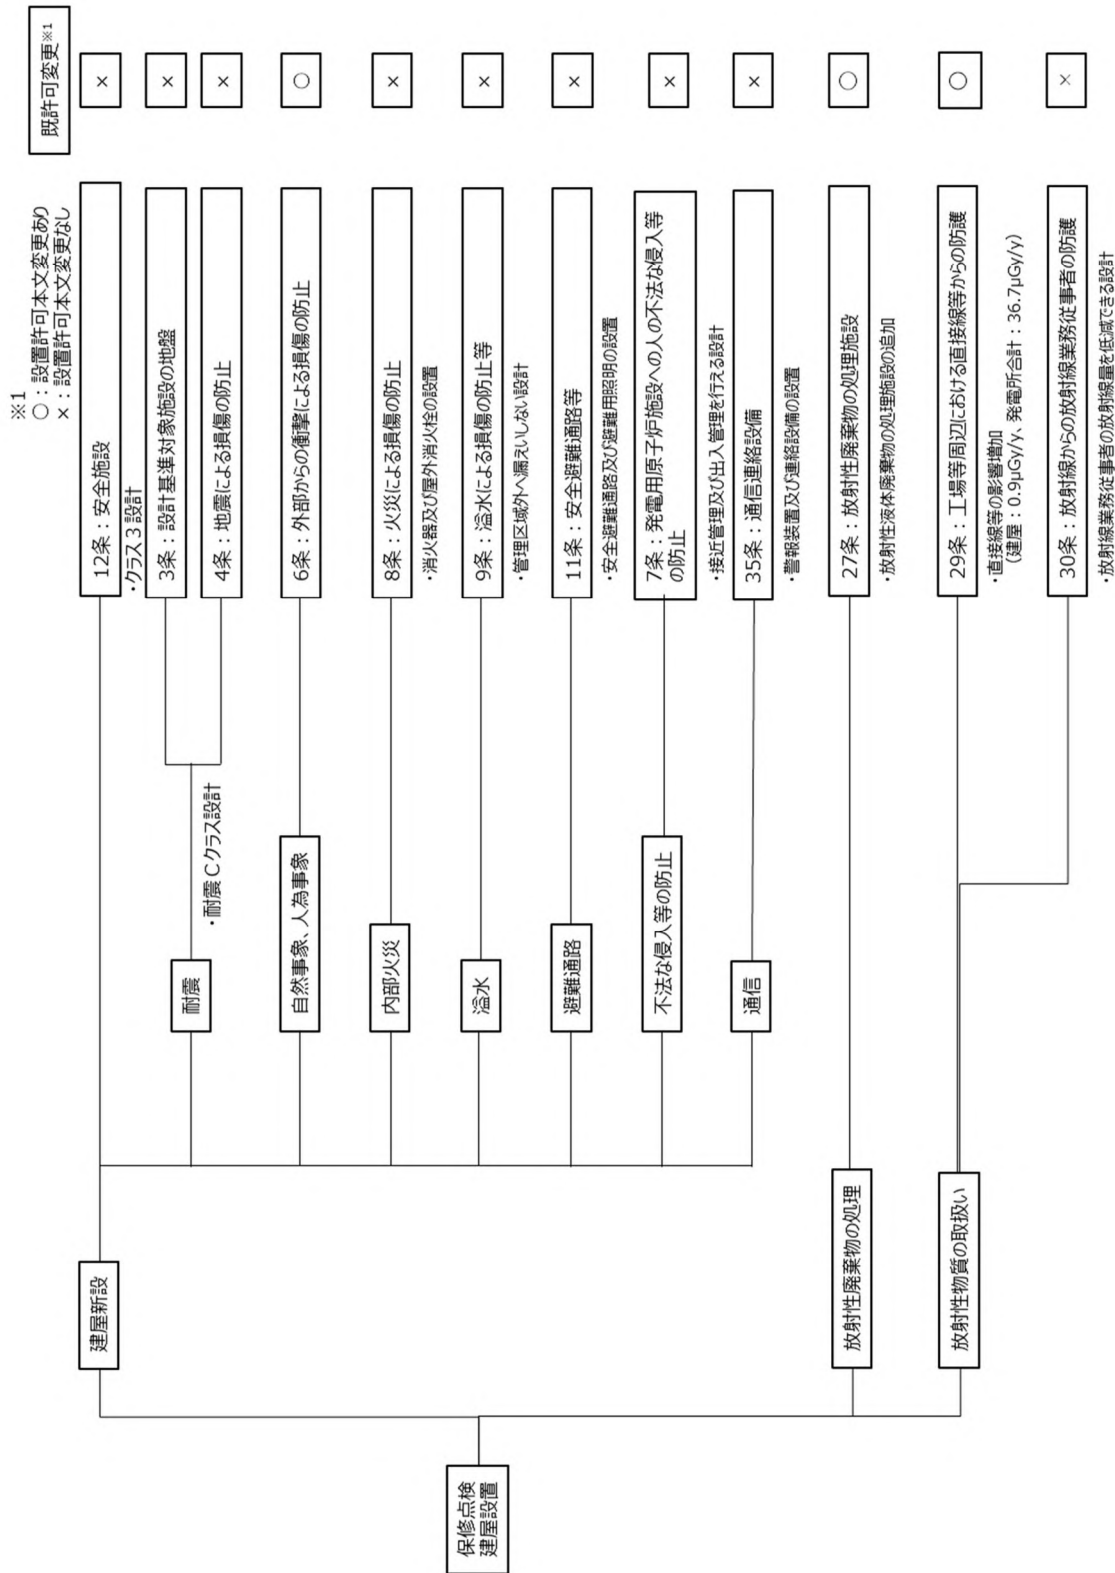 ※1
○：設置許可本文変更あり
×：設置許可本文変更なし
既許可変更※1
保修点検
建屋設置
建屋新設
12条：安全施設
×
・クラス３設計
耐震
・耐震Ｃクラス設計
3条：設計基準対象施設の地盤
×
4条：地震による損傷の防止
×
自然事象、人為事象
6条：外部からの衝撃による損傷の防止
○
内部火災
8条：火災による損傷の防止
×
・消火器及び屋外消火栓の設置
溢水
9条：溢水による損傷の防止等
×
・管理区域外へ漏えいしない設計
避難通路
11条：安全避難通路等
×
・安全避難通路及び避難用照明の設置
不法な侵入等の防止
7条：発電用原子炉施設への人の不法な侵入等
の防止
×
・接近管理及び出入管理を行える設計
通信
35条：通信連絡設備
×
・警報装置及び連絡設備の設置
放射性廃棄物の処理
27条：放射性廃棄物の処理施設
○
・放射性液体廃棄物の処理施設の追加
放射性物質の取扱い
29条：工場等周辺における直接線等からの防護
○
・直接線等の影響増加
（建屋：0.9μGy/y、発電所合計：36.7μGy/y）
30条：放射線からの放射線業務従事者の防護
×
・放射線業務従事者の放射線量を低減できる設計